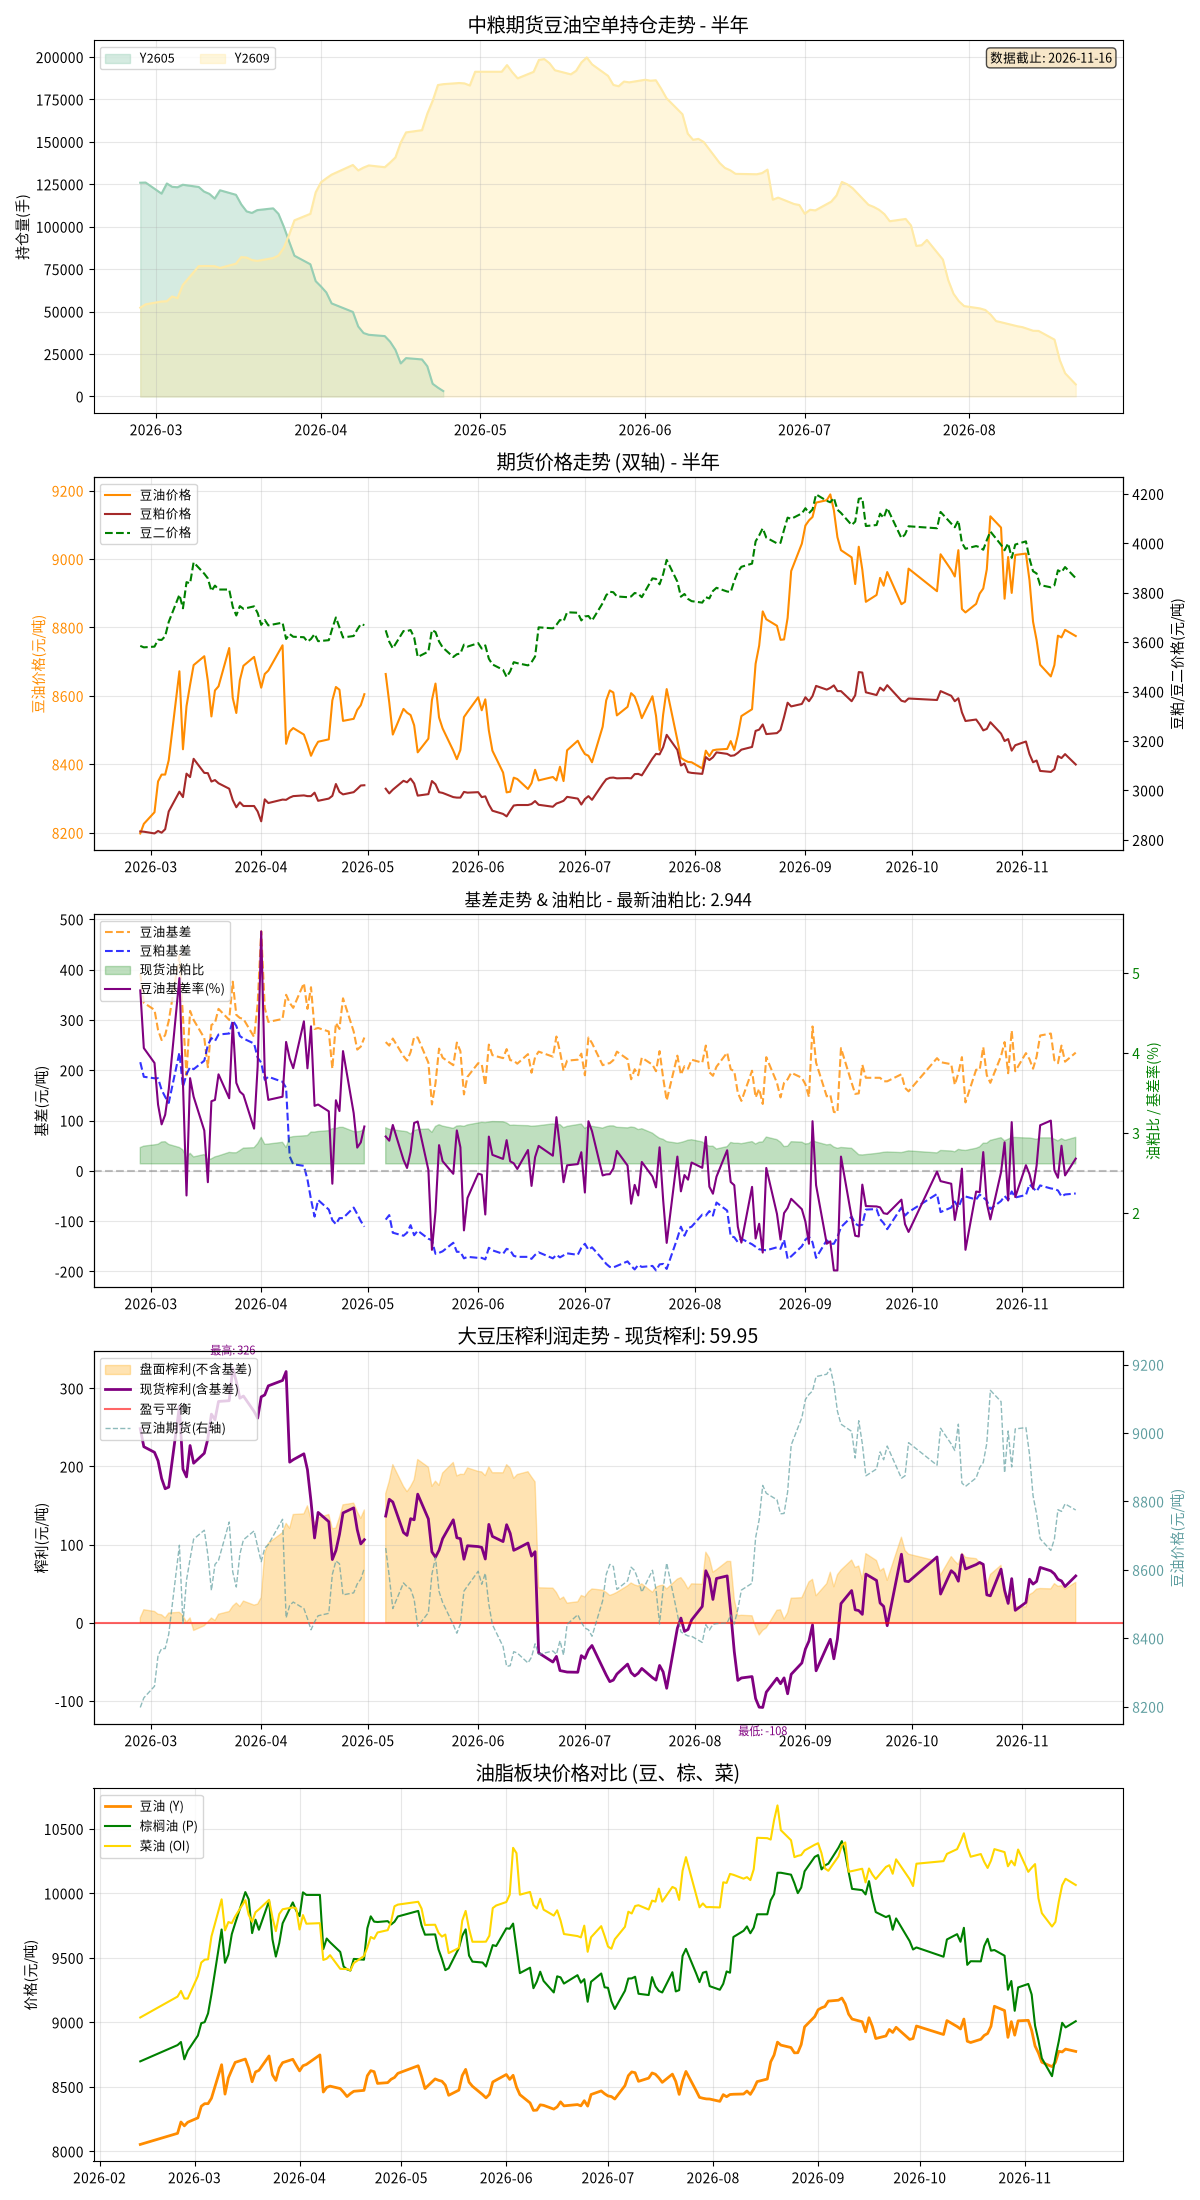 中粮期货豆油空单持仓走势 - 半年
Y2605
Y2609
数据截止: 2026-11-16
持仓量(手)
200000
175000
150000
125000
100000
75000
50000
25000
0
2026-03
2026-04
2026-05
2026-06
2026-07
2026-08
期货价格走势 (双轴) - 半年
豆油价格
豆粕价格
豆二价格
豆油价格(元/吨)
9200
9000
8800
8600
8400
8200
豆粕/豆二价格(元/吨)
4200
4000
3800
3600
3400
3200
3000
2800
2026-03
2026-04
2026-05
2026-06
2026-07
2026-08
2026-09
2026-10
2026-11
基差走势 & 油粕比 - 最新油粕比: 2.944
豆油基差
豆粕基差
现货油粕比
豆油基差率(%)
基差(元/吨)
500
400
300
200
100
0
-100
-200
油粕比 / 基差率(%)
5
4
3
2
2026-03
2026-04
2026-05
2026-06
2026-07
2026-08
2026-09
2026-10
2026-11
大豆压榨利润走势 - 现货榨利: 59.95
最高: 326
盘面榨利(不含基差)
现货榨利(含基差)
盈亏平衡
豆油期货(右轴)
榨利(元/吨)
300
200
100
0
-100
豆油价格(元/吨)
9200
9000
8800
8600
8400
8200
最低: -108
2026-03
2026-04
2026-05
2026-06
2026-07
2026-08
2026-09
2026-10
2026-11
油脂板块价格对比 (豆、棕、菜)
豆油 (Y)
棕榈油 (P)
菜油 (OI)
价格(元/吨)
10500
10000
9500
9000
8500
8000
2026-02
2026-03
2026-04
2026-05
2026-06
2026-07
2026-08
2026-09
2026-10
2026-11